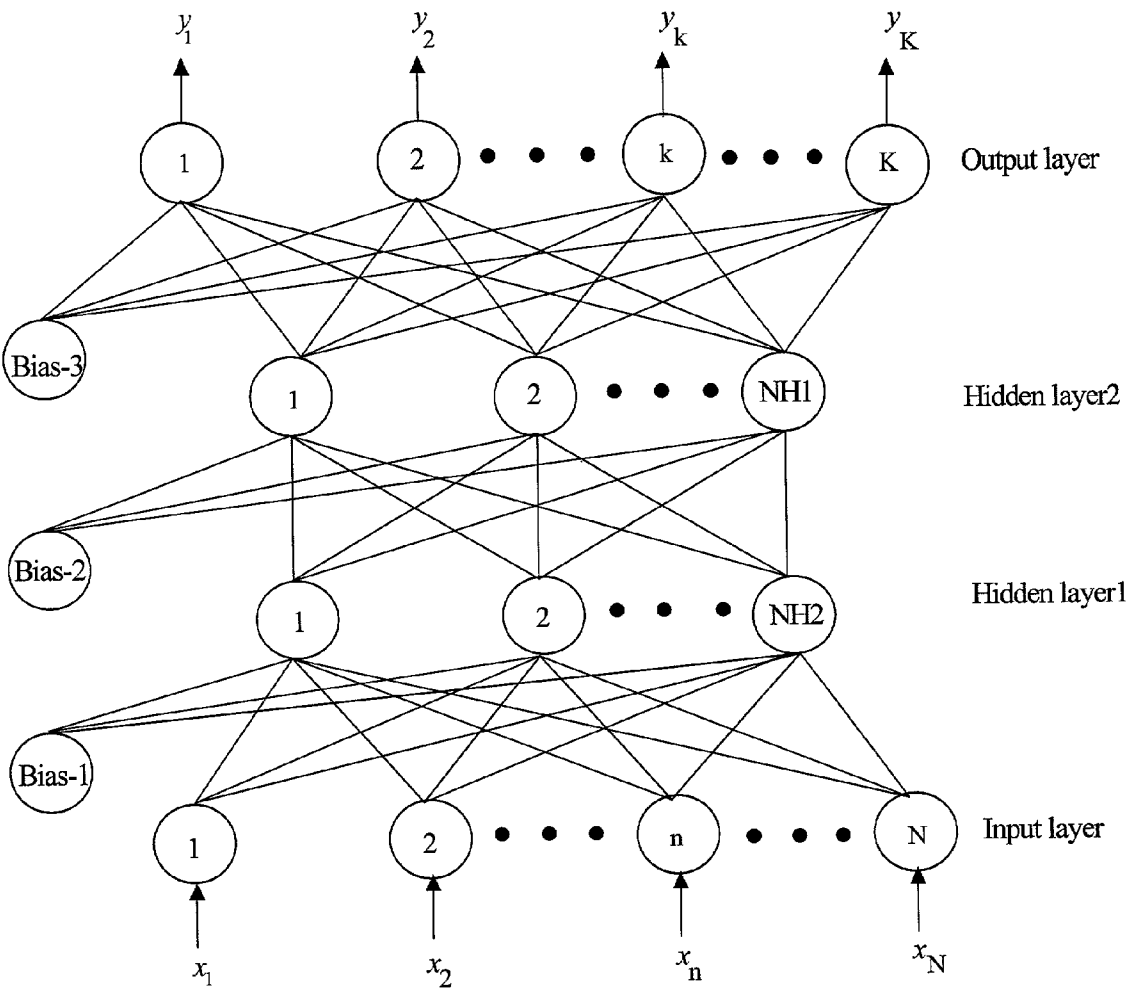 y1 y2 yk yK
1 2 k K Output layer
Bias-3
1 2 NH1 Hidden layer2
Bias-2
1 2 NH2 Hidden layer1
Bias-1
1 2 n N Input layer
x1 x2 xn xN